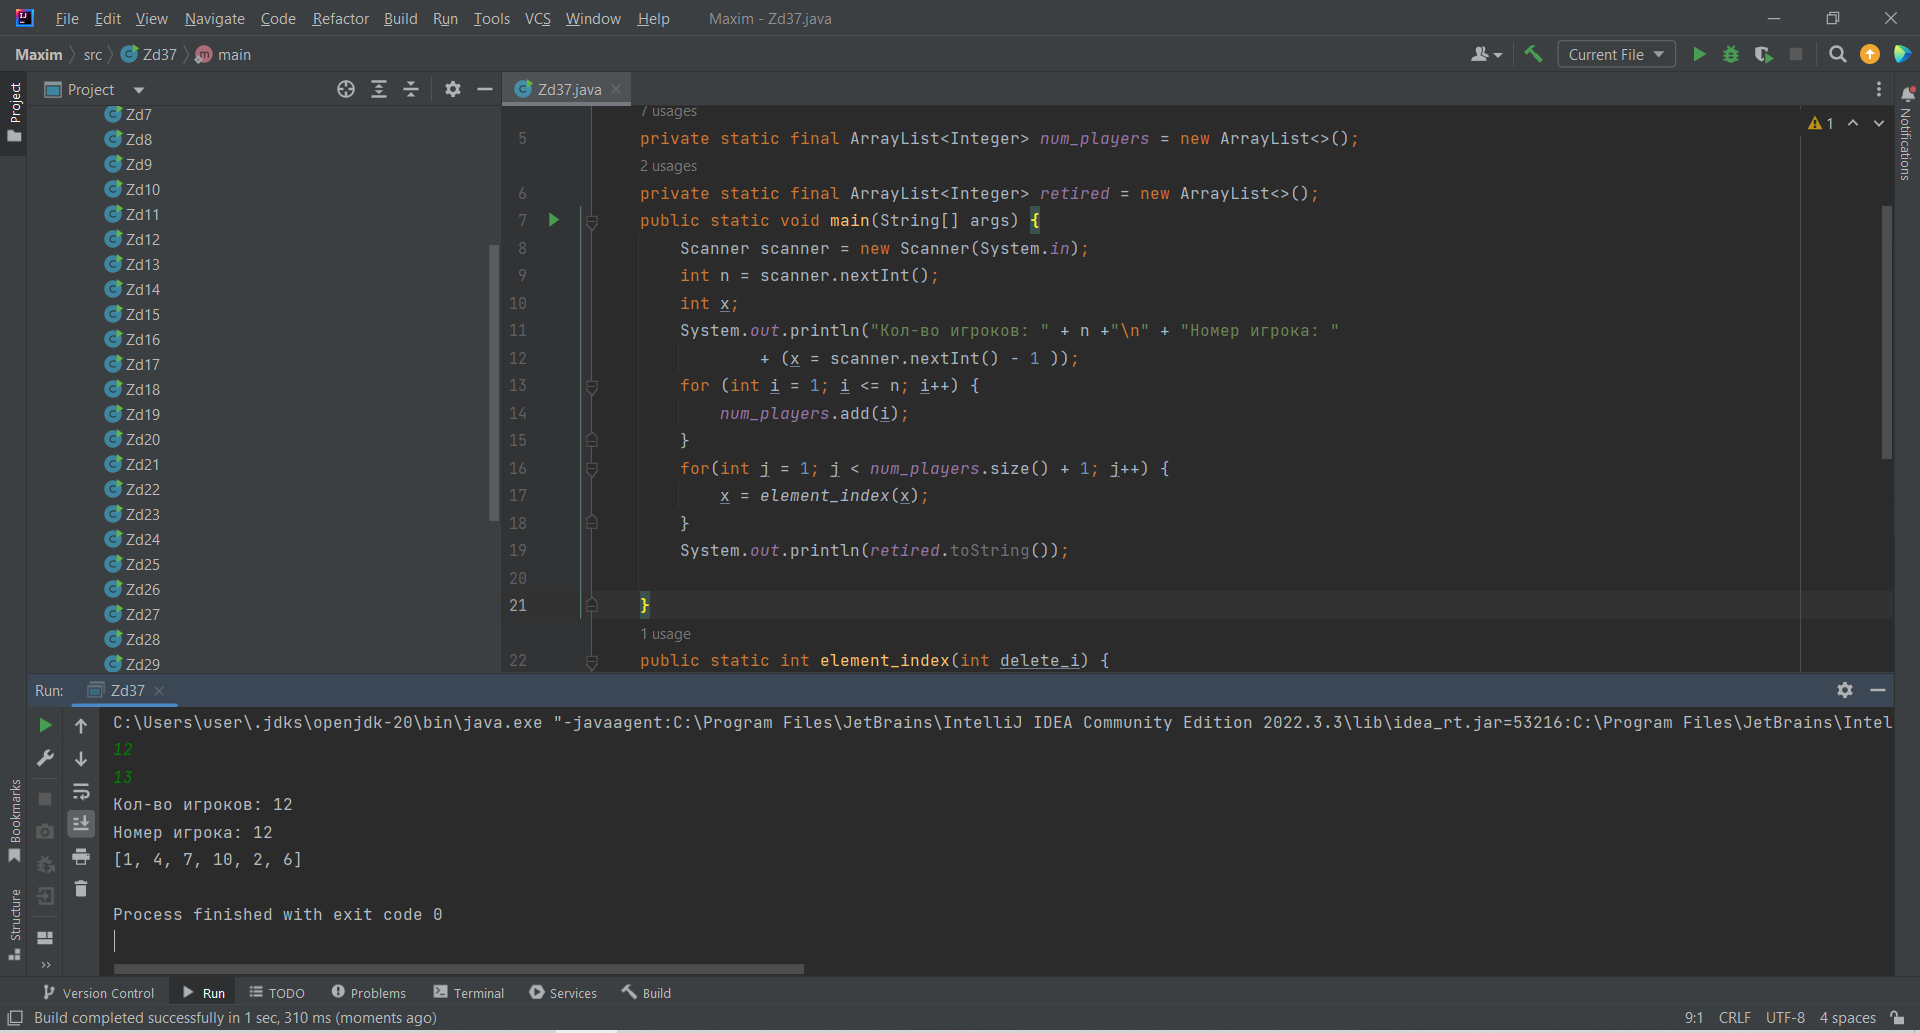 File Edit View Navigate Code Refactor Build Run Tools VCS Window Help Maxim - Zd37.java
Maxim src Zd37 main Current File
Project Zd37.java
Project
Notifications
Bookmarks
Structure
Zd7
Zd8
Zd9
Zd10
Zd11
Zd12
Zd13
Zd14
Zd15
Zd16
Zd17
Zd18
Zd19
Zd20
Zd21
Zd22
Zd23
Zd24
Zd25
Zd26
Zd27
Zd28
Zd29
1
7 usages
5 private static final ArrayList<Integer> num_players = new ArrayList<>();
2 usages
6 private static final ArrayList<Integer> retired = new ArrayList<>();
7 public static void main(String[] args) {
8 Scanner scanner = new Scanner(System.in);
9 int n = scanner.nextInt();
10 int x;
11 System.out.println("Кол-во игроков: " + n +"\n" + "Номер игрока: "
12 + (x = scanner.nextInt() - 1 ));
13 for (int i = 1; i <= n; i++) {
14 num_players.add(i);
15 }
16 for(int j = 1; j < num_players.size() + 1; j++) {
17 x = element_index(x);
18 }
19 System.out.println(retired.toString());
20
21 }
1 usage
22 public static int element_index(int delete_i) {
Run: Zd37
C:\Users\user\.jdks\openjdk-20\bin\java.exe "-javaagent:C:\Program Files\JetBrains\IntelliJ IDEA Community Edition 2022.3.3\lib\idea_rt.jar=53216:C:\Program Files\JetBrains\Intel
12
13
Кол-во игроков: 12
Номер игрока: 12
[1, 4, 7, 10, 2, 6]
Process finished with exit code 0
Version Control Run TODO Problems Terminal Services Build
Build completed successfully in 1 sec, 310 ms (moments ago) 9:1 CRLF UTF-8 4 spaces